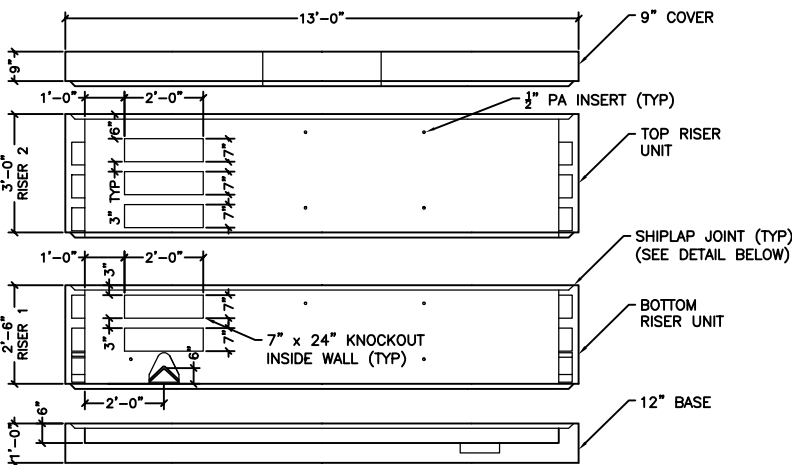 13'-0"
9" COVER
9"
1'-0"
2'-0"
½" PA INSERT (TYP)
6"
7"
TOP RISER
UNIT
3'-0"
RISER 2
3" TYP
7"
7"
SHIPLAP JOINT (TYP)
(SEE DETAIL BELOW)
1'-0"
2'-0"
3"
7"
BOTTOM
RISER UNIT
2'-6"
RISER 1
3"
7"
7" x 24" KNOCKOUT
INSIDE WALL (TYP)
6"
2'-0"
12" BASE
6"
1'-0"